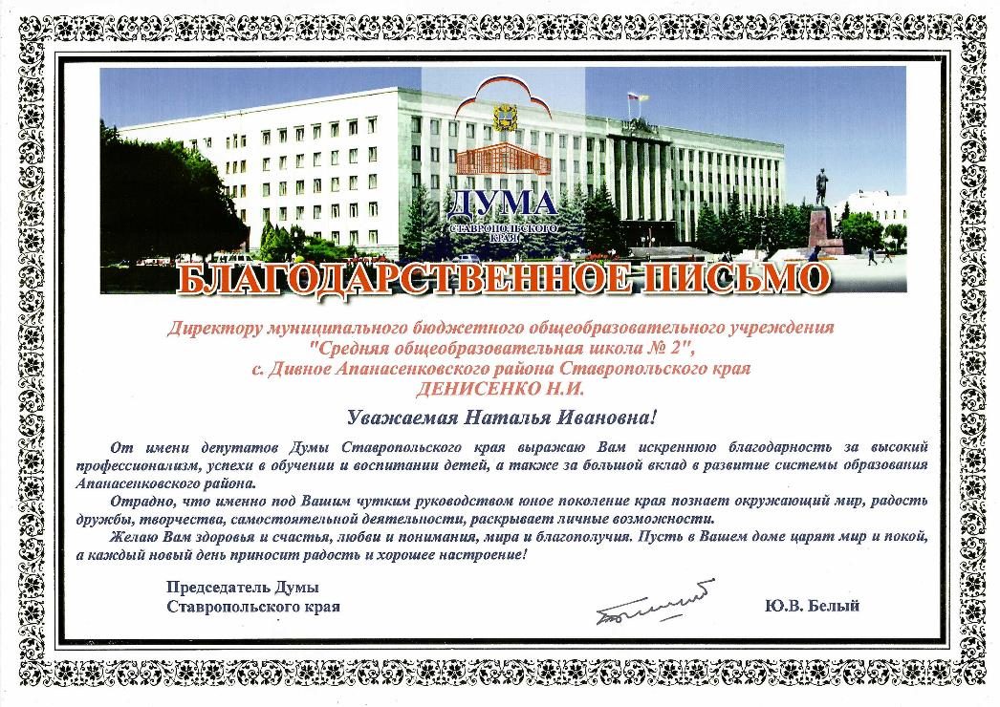 ДУМА
СТАВРОПОЛЬСКОГО
КРАЯ
БЛАГОДАРСТВЕННОЕ ПИСЬМО
Директору муниципального бюджетного общеобразовательного учреждения
"Средняя общеобразовательная школа № 2",
с. Дивное Апанасенковского района Ставропольского края
ДЕНИСЕНКО Н.И.
Уважаемая Наталья Ивановна!
От имени депутатов Думы Ставропольского края выражаю Вам искреннюю благодарность за высокий
профессионализм, успехи в обучении и воспитании детей, а также за большой вклад в развитие системы образования
Апанасенковского района.
Отрадно, что именно под Вашим чутким руководством юное поколение края познает окружающий мир, радость
дружбы, творчества, самостоятельной деятельности, раскрывает личные возможности.
Желаю Вам здоровья и счастья, любви и понимания, мира и благополучия. Пусть в Вашем доме царят мир и покой,
а каждый новый день приносит радость и хорошее настроение!
Председатель Думы
Ставропольского края
Ю.В. Белый